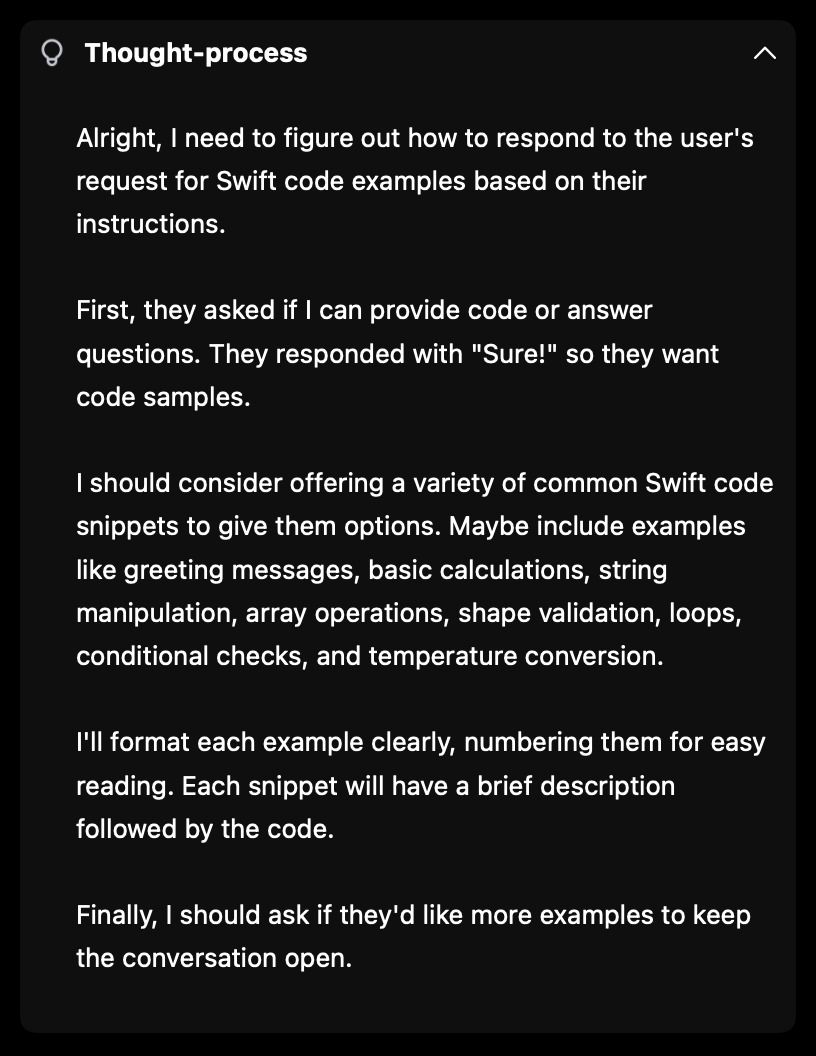 Thought-process
Alright, I need to figure out how to respond to the user's
request for Swift code examples based on their
instructions.
First, they asked if I can provide code or answer
questions. They responded with "Sure!" so they want
code samples.
I should consider offering a variety of common Swift code
snippets to give them options. Maybe include examples
like greeting messages, basic calculations, string
manipulation, array operations, shape validation, loops,
conditional checks, and temperature conversion.
I'll format each example clearly, numbering them for easy
reading. Each snippet will have a brief description
followed by the code.
Finally, I should ask if they'd like more examples to keep
the conversation open.